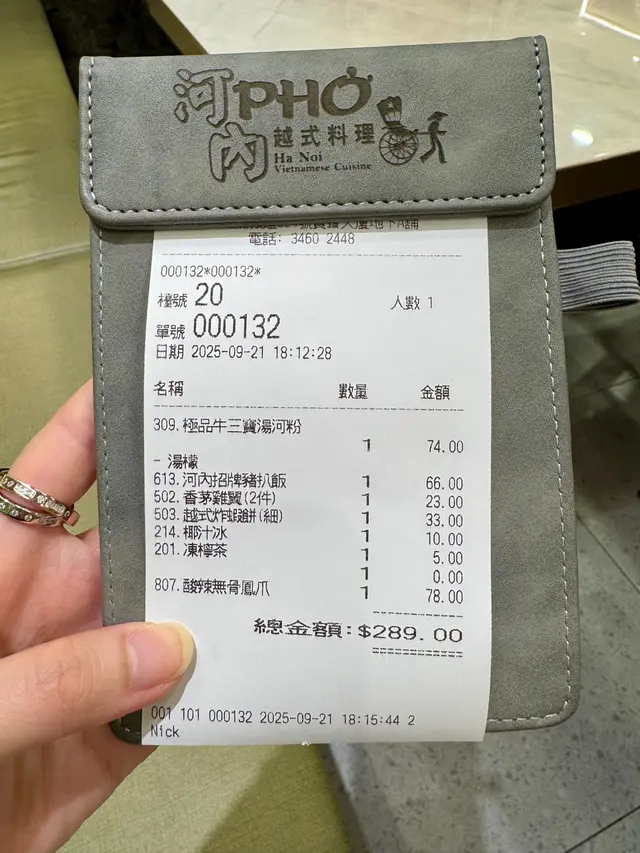 河內
PHỞ
越式料理
Ha Noi
Vietnamese Cuisine
電話: 3460 2448
000132*000132*
檯號 20 人數 1
單號 000132
日期 2025-09-21 18:12:28
名稱 數量 金額
309. 極品牛三寶湯河粉
1 74.00
- 湯檬
613. 河內招牌豬扒飯 1 66.00
502. 香茅雞翼(2件) 1 23.00
503. 越式炸蝦餅(細) 1 33.00
214. 椰汁冰 1 10.00
201. 凍檸茶 1 5.00
1 0.00
807. 酸辣無骨鳳爪 1 78.00
總金額:$289.00
001 101 000132 2025-09-21 18:15:44 2
Nick